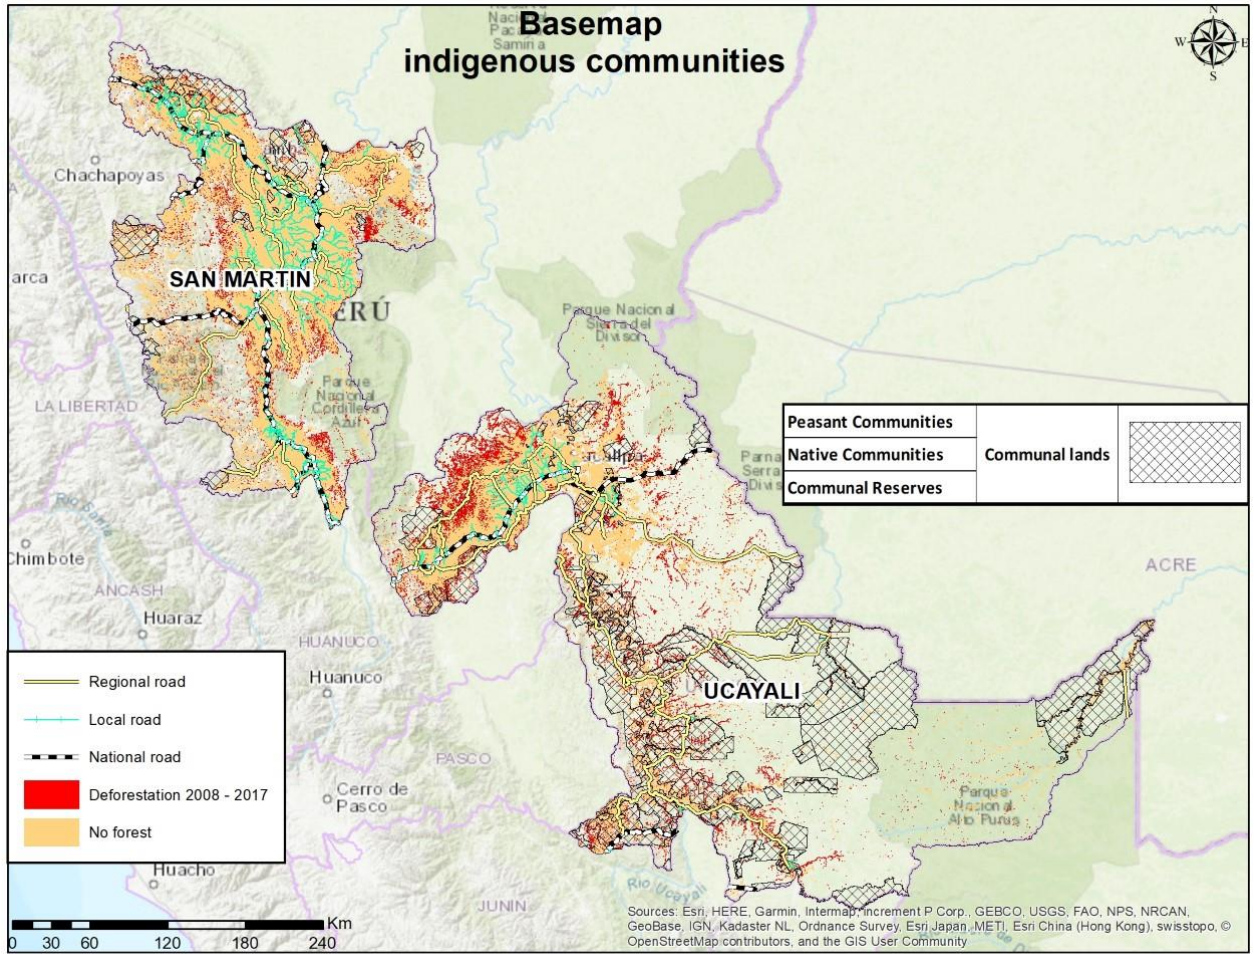 Basemap
indigenous communities
N
W
E
S
Samiria
Chachapoyas
arca
SAN MARTIN
ERÚ
Parque Nacional
Sierra del
Divisor
Parque
Nacional
Cordillera
Azul
LA LIBERTAD
Peasant Communities
Native Communities
Communal Reserves
Communal lands
Chimbote
ANCASH
Huaraz
HUANUCO
Huanuco
ACRE
UCAYALI
PASCO
Cerro de
Pasco
Parque
Nacional
Alto Purus
Huacho
JUNIN
Rio Ucayali
Regional road
Local road
National road
Deforestation 2008 - 2017
No forest
Km
0 30 60 120 180 240
Sources: Esri, HERE, Garmin, Intermap, increment P Corp., GEBCO, USGS, FAO, NPS, NRCAN,
GeoBase, IGN, Kadaster NL, Ordnance Survey, Esri Japan, METI, Esri China (Hong Kong), swisstopo, ©
OpenStreetMap contributors, and the GIS User Community